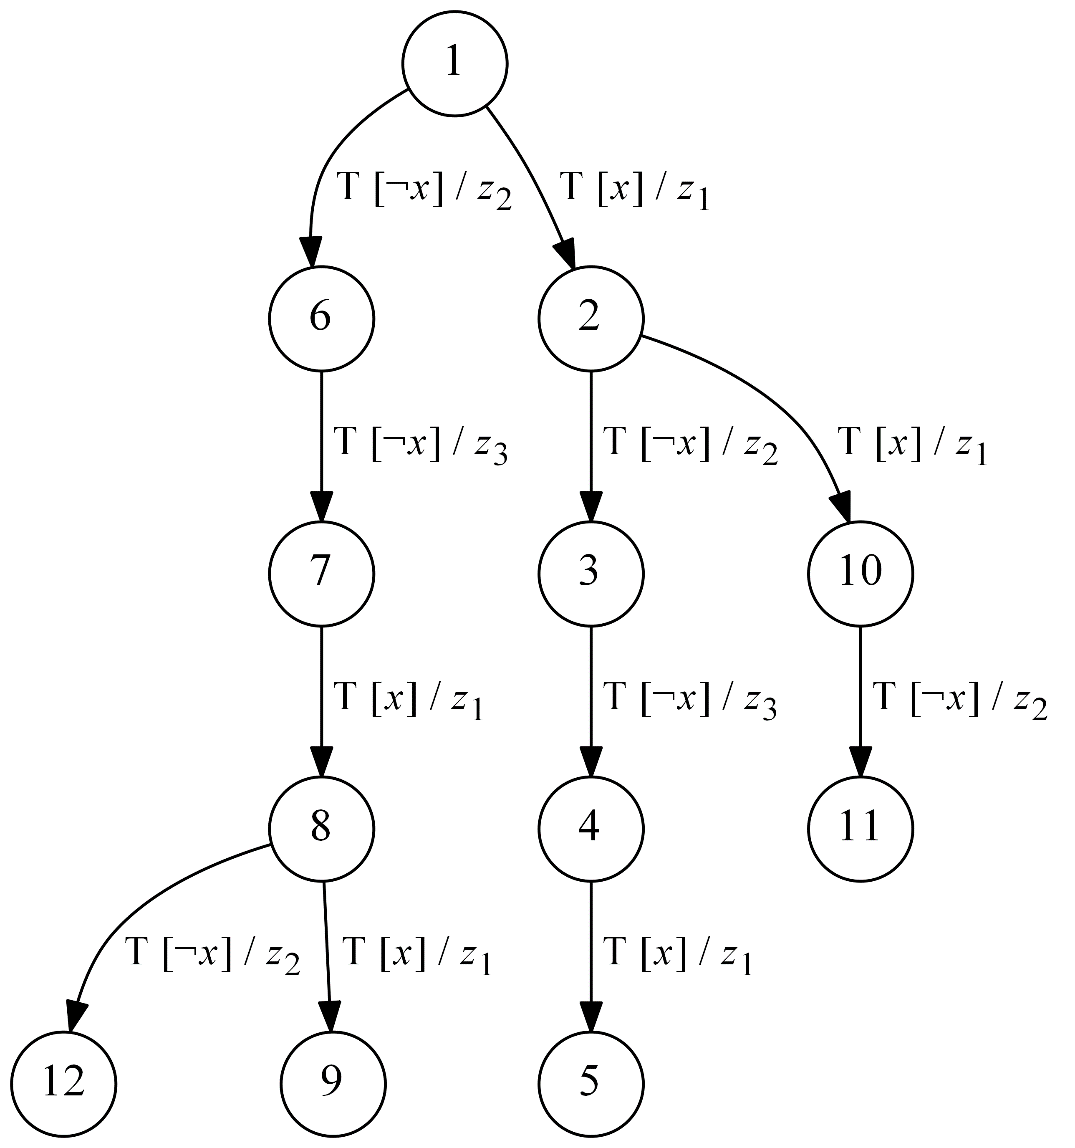 1
T [¬x] / z₂ T [x] / z₁
6 2
T [¬x] / z₃ T [¬x] / z₂ T [x] / z₁
7 3 10
T [x] / z₁ T [¬x] / z₃ T [¬x] / z₂
8 4 11
T [¬x] / z₂ T [x] / z₁ T [x] / z₁
12 9 5